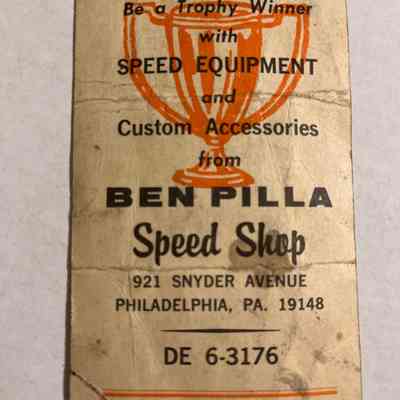 Be a Trophy Winner
with
SPEED EQUIPMENT
and
Custom Accessories
from
BEN PILLA
Speed Shop
921 SNYDER AVENUE
PHILADELPHIA, PA. 19148
DE 6-3176